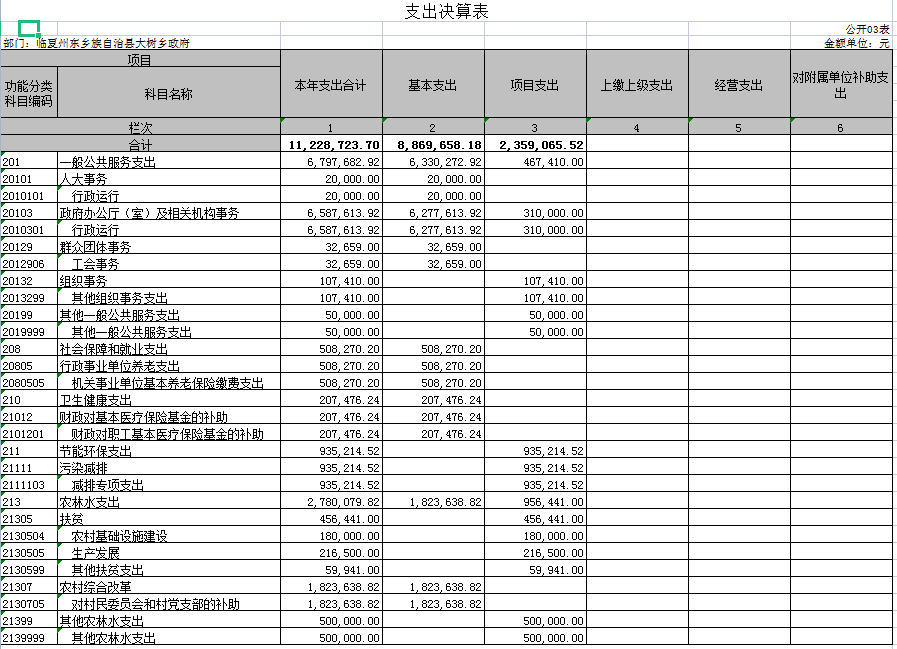 支出决算表
公开03表
部门：临夏州东乡族自治县大树乡政府 金额单位：元
项目 本年支出合计 基本支出 项目支出 上缴上级支出 经营支出 对附属单位补助支出
功能分类科目编码 科目名称
栏次 1 2 3 4 5 6
合计 11,228,723.70 8,869,658.18 2,359,065.52
201 一般公共服务支出 6,797,682.92 6,330,272.92 467,410.00
20101 人大事务 20,000.00 20,000.00
2010101 行政运行 20,000.00 20,000.00
20103 政府办公厅（室）及相关机构事务 6,587,613.92 6,277,613.92 310,000.00
2010301 行政运行 6,587,613.92 6,277,613.92 310,000.00
20129 群众团体事务 32,659.00 32,659.00
2012906 工会事务 32,659.00 32,659.00
20132 组织事务 107,410.00 107,410.00
2013299 其他组织事务支出 107,410.00 107,410.00
20199 其他一般公共服务支出 50,000.00 50,000.00
2019999 其他一般公共服务支出 50,000.00 50,000.00
208 社会保障和就业支出 508,270.20 508,270.20
20805 行政事业单位养老支出 508,270.20 508,270.20
2080505 机关事业单位基本养老保险缴费支出 508,270.20 508,270.20
210 卫生健康支出 207,476.24 207,476.24
21012 财政对基本医疗保险基金的补助 207,476.24 207,476.24
2101201 财政对职工基本医疗保险基金的补助 207,476.24 207,476.24
211 节能环保支出 935,214.52 935,214.52
21111 污染减排 935,214.52 935,214.52
2111103 减排专项支出 935,214.52 935,214.52
213 农林水支出 2,780,079.82 1,823,638.82 956,441.00
21305 扶贫 456,441.00 456,441.00
2130504 农村基础设施建设 180,000.00 180,000.00
2130505 生产发展 216,500.00 216,500.00
2130599 其他扶贫支出 59,941.00 59,941.00
21307 农村综合改革 1,823,638.82 1,823,638.82
2130705 对村民委员会和村党支部的补助 1,823,638.82 1,823,638.82
21399 其他农林水支出 500,000.00 500,000.00
2139999 其他农林水支出 500,000.00 500,000.00